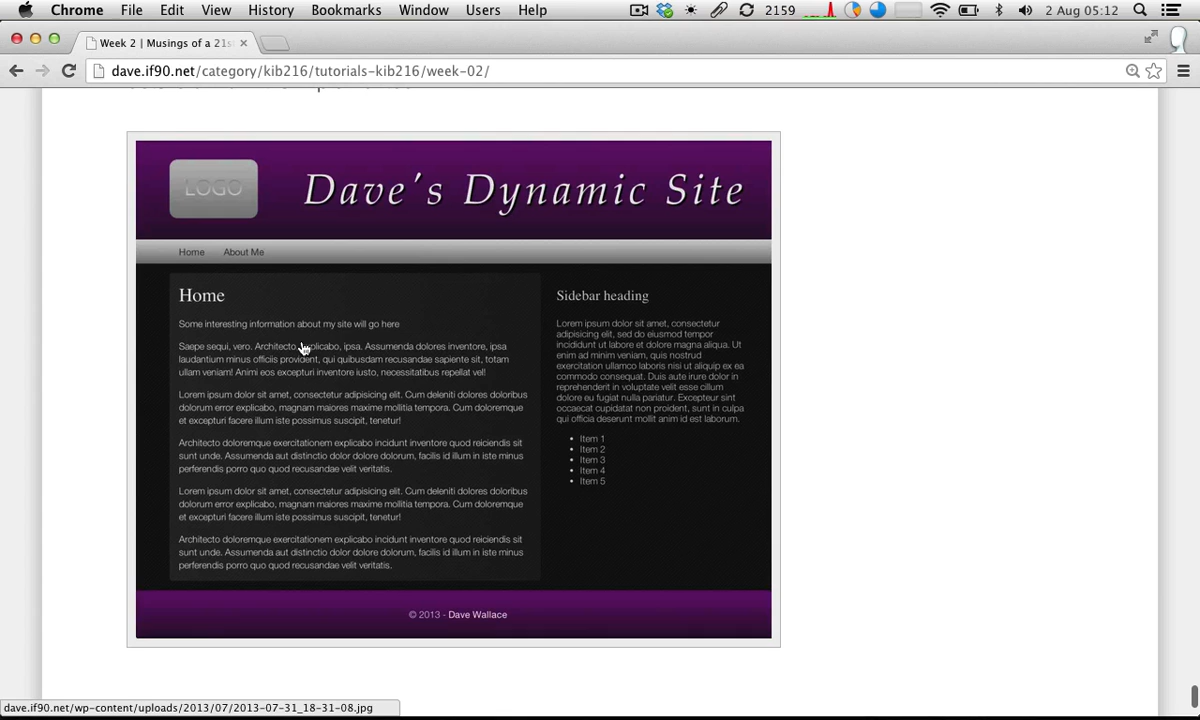 Chrome File Edit View History Bookmarks Window Users Help 2159 2 Aug 05:12
Week 2 | Musings of a 21s
dave.if90.net/category/kib216/tutorials-kib216/week-02/
LOGO
Dave's Dynamic Site
Home About Me
Home
Some interesting information about my site will go here
Saepe sequi, vero. Architecto explicabo, ipsa. Assumenda dolores inventore, ipsa
laudantium minus officiis provident, qui quibusdam recusandae sapiente sit, totam
ullam veniam! Animi eos excepturi inventore iusto, necessitatibus repellat vel!
Lorem ipsum dolor sit amet, consectetur adipisicing elit. Cum deleniti dolores doloribus
dolorum error explicabo, magnam maiores maxime mollitia tempora. Cum doloremque
et excepturi facere illum iste possimus suscipit, tenetur!
Architecto doloremque exercitationem explicabo incidunt inventore quod reiciendis sit
sunt unde. Assumenda aut distinctio dolor dolore dolorum, facilis id illum in iste minus
perferendis porro quo quod recusandae velit veritatis.
Lorem ipsum dolor sit amet, consectetur adipisicing elit. Cum deleniti dolores doloribus
dolorum error explicabo, magnam maiores maxime mollitia tempora. Cum doloremque
et excepturi facere illum iste possimus suscipit, tenetur!
Architecto doloremque exercitationem explicabo incidunt inventore quod reiciendis sit
sunt unde. Assumenda aut distinctio dolor dolore dolorum, facilis id illum in iste minus
perferendis porro quo quod recusandae velit veritatis.
Sidebar heading
Lorem ipsum dolor sit amet, consectetur
adipisicing elit, sed do eiusmod tempor
incididunt ut labore et dolore magna aliqua. Ut
enim ad minim veniam, quis nostrud
exercitation ullamco laboris nisi ut aliquip ex ea
commodo consequat. Duis aute irure dolor in
reprehenderit in voluptate velit esse cillum
dolore eu fugiat nulla pariatur. Excepteur sint
occaecat cupidatat non proident, sunt in culpa
qui officia deserunt mollit anim id est laborum.
• Item 1
• Item 2
• Item 3
• Item 4
• Item 5
© 2013 - Dave Wallace
dave.if90.net/wp-content/uploads/2013/07/2013-07-31_18-31-08.jpg